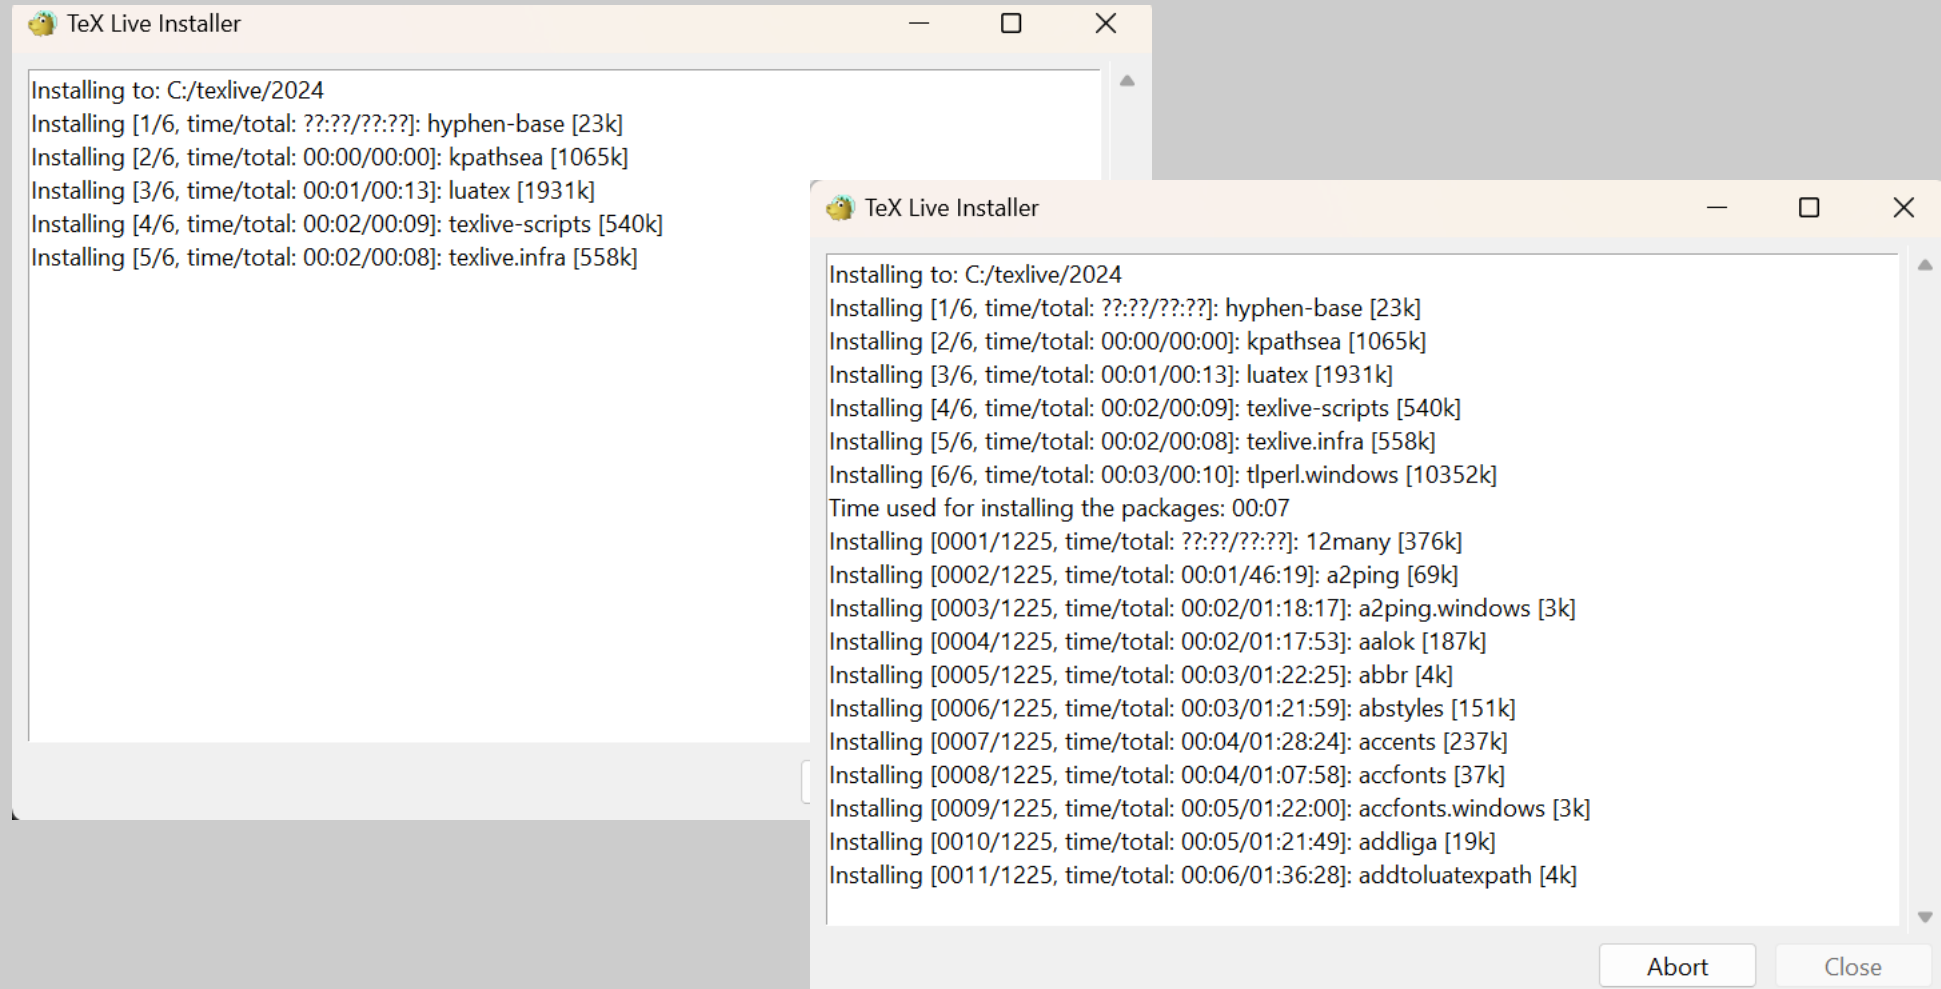 TeX Live Installer
Installing to: C:/texlive/2024
Installing [1/6, time/total: ??:??/??:??]: hyphen-base [23k]
Installing [2/6, time/total: 00:00/00:00]: kpathsea [1065k]
Installing [3/6, time/total: 00:01/00:13]: luatex [1931k]
Installing [4/6, time/total: 00:02/00:09]: texlive-scripts [540k]
Installing [5/6, time/total: 00:02/00:08]: texlive.infra [558k]
TeX Live Installer
Installing to: C:/texlive/2024
Installing [1/6, time/total: ??:??/??:??]: hyphen-base [23k]
Installing [2/6, time/total: 00:00/00:00]: kpathsea [1065k]
Installing [3/6, time/total: 00:01/00:13]: luatex [1931k]
Installing [4/6, time/total: 00:02/00:09]: texlive-scripts [540k]
Installing [5/6, time/total: 00:02/00:08]: texlive.infra [558k]
Installing [6/6, time/total: 00:03/00:10]: tlperl.windows [10352k]
Time used for installing the packages: 00:07
Installing [0001/1225, time/total: ??:??/??:??]: 12many [376k]
Installing [0002/1225, time/total: 00:01/46:19]: a2ping [69k]
Installing [0003/1225, time/total: 00:02/01:18:17]: a2ping.windows [3k]
Installing [0004/1225, time/total: 00:02/01:17:53]: aalok [187k]
Installing [0005/1225, time/total: 00:03/01:22:25]: abbr [4k]
Installing [0006/1225, time/total: 00:03/01:21:59]: abstyles [151k]
Installing [0007/1225, time/total: 00:04/01:28:24]: accents [237k]
Installing [0008/1225, time/total: 00:04/01:07:58]: accfonts [37k]
Installing [0009/1225, time/total: 00:05/01:22:00]: accfonts.windows [3k]
Installing [0010/1225, time/total: 00:05/01:21:49]: addliga [19k]
Installing [0011/1225, time/total: 00:06/01:36:28]: addtoluatexpath [4k]
Abort
Close